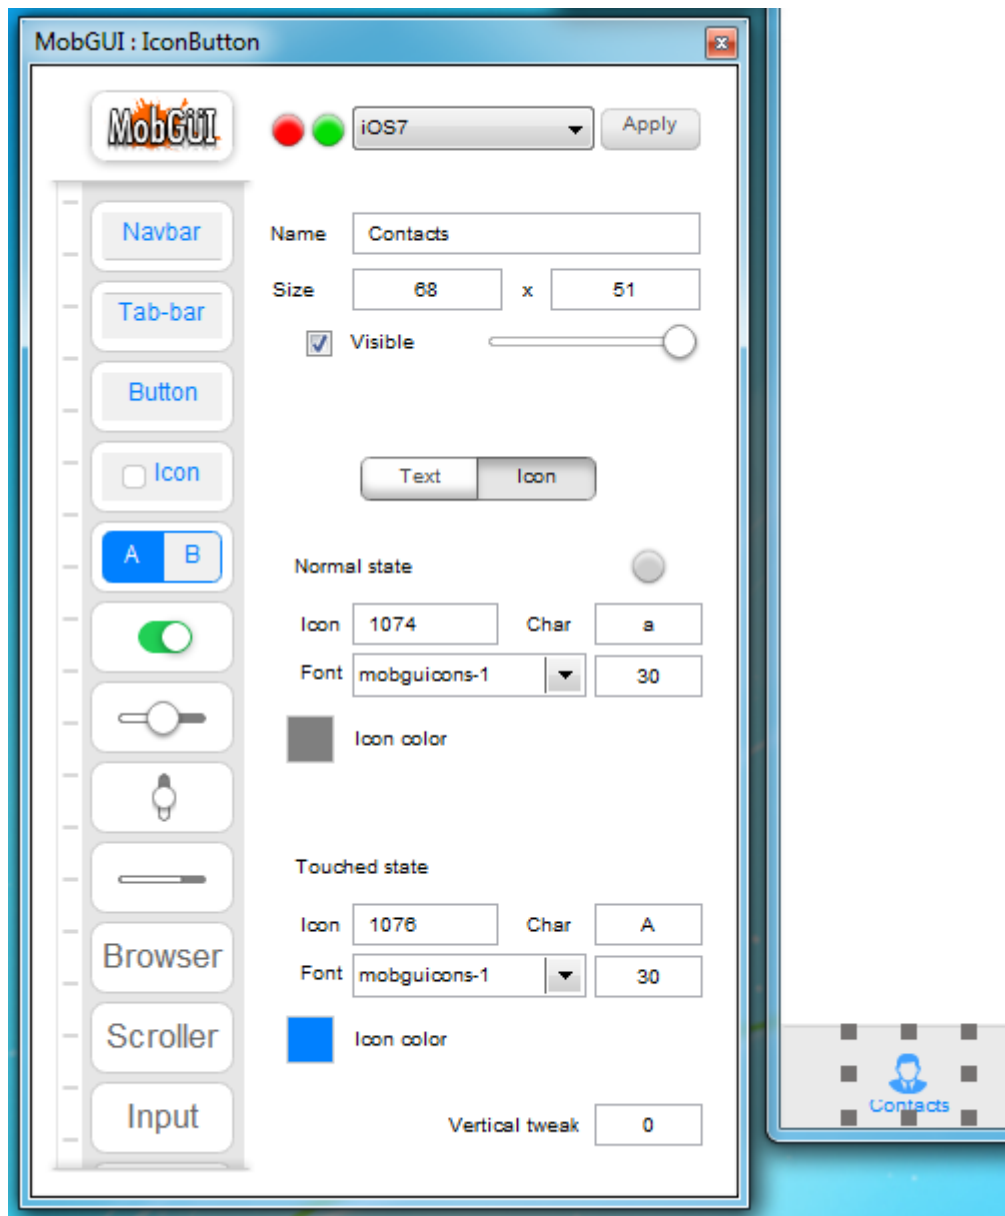 MobGUI : IconButton
MobGUI
iOS7
Apply
Navbar
Tab-bar
Button
Icon
A B
Browser
Scroller
Input
Name Contacts
Size 68 x 51
Visible
Text Icon
Normal state
Icon 1074 Char a
Font mobguicons-1 30
Icon color
Touched state
Icon 1076 Char A
Font mobguicons-1 30
Icon color
Vertical tweak 0
Contacts